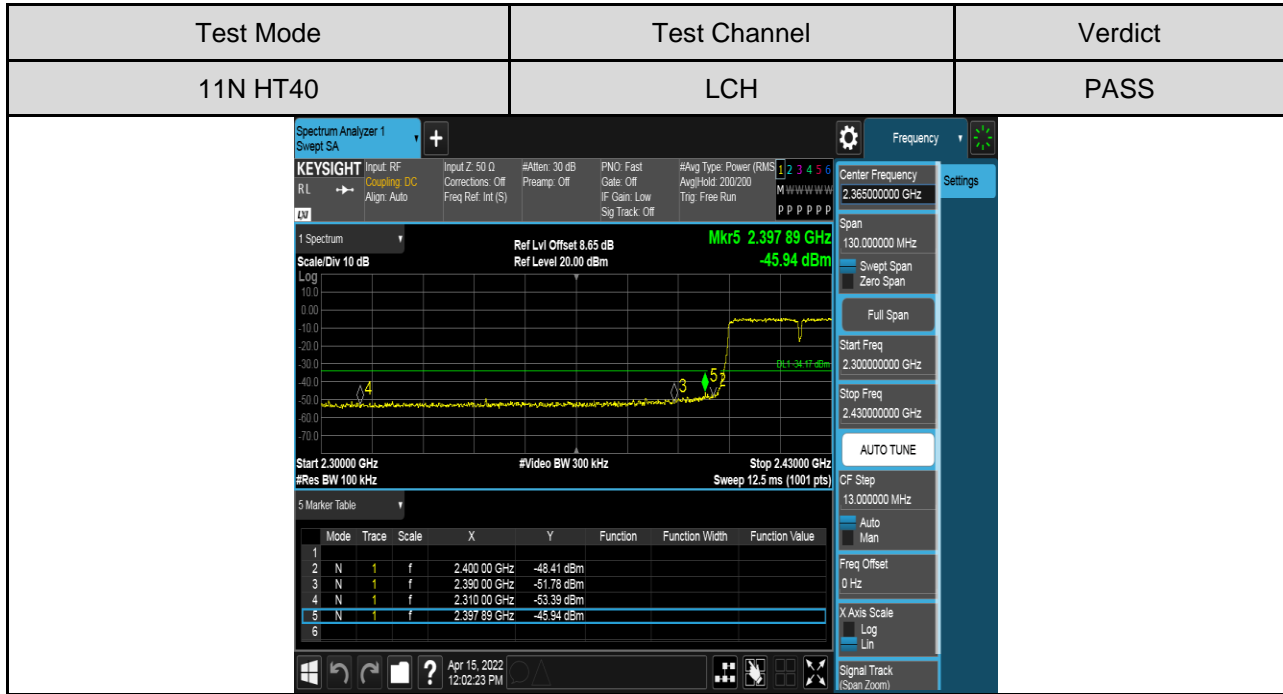 Test Mode Test Channel Verdict
11N HT40 LCH PASS
Spectrum Analyzer 1
Swept SA
+
Frequency
KEYSIGHT Input: RF
RL
Coupling: DC
Align: Auto
LXI
Input Z: 50 Ω
Corrections: Off
Freq Ref: Int (S)
#Atten: 30 dB
Preamp: Off
PNO: Fast
Gate: Off
IF Gain: Low
Sig Track: Off
#Avg Type: Power (RMS
Avg|Hold: 200/200
Trig: Free Run
1 2 3 4 5 6
M W W W W W
P P P P P P
1 Spectrum
Scale/Div 10 dB
Ref Lvl Offset 8.65 dB
Ref Level 20.00 dBm
Mkr5 2.397 89 GHz
-45.94 dBm
Log
10.0
0.00
-10.0
-20.0
-30.0
-40.0
-50.0
-60.0
-70.0
DL1 -34.17 dBm
4
3
5
2
Start 2.30000 GHz
#Res BW 100 kHz
#Video BW 300 kHz
Stop 2.43000 GHz
Sweep 12.5 ms (1001 pts)
5 Marker Table
Mode Trace Scale X Y Function Function Width Function Value
1
2 N 1 f 2.400 00 GHz -48.41 dBm
3 N 1 f 2.390 00 GHz -51.78 dBm
4 N 1 f 2.310 00 GHz -53.39 dBm
5 N 1 f 2.397 89 GHz -45.94 dBm
6
?
Apr 15, 2022
12:02:23 PM
Center Frequency
2.365000000 GHz
Settings
Span
130.000000 MHz
Swept Span
Zero Span
Full Span
Start Freq
2.300000000 GHz
Stop Freq
2.430000000 GHz
AUTO TUNE
CF Step
13.000000 MHz
Auto
Man
Freq Offset
0 Hz
X Axis Scale
Log
Lin
Signal Track
(Span Zoom)